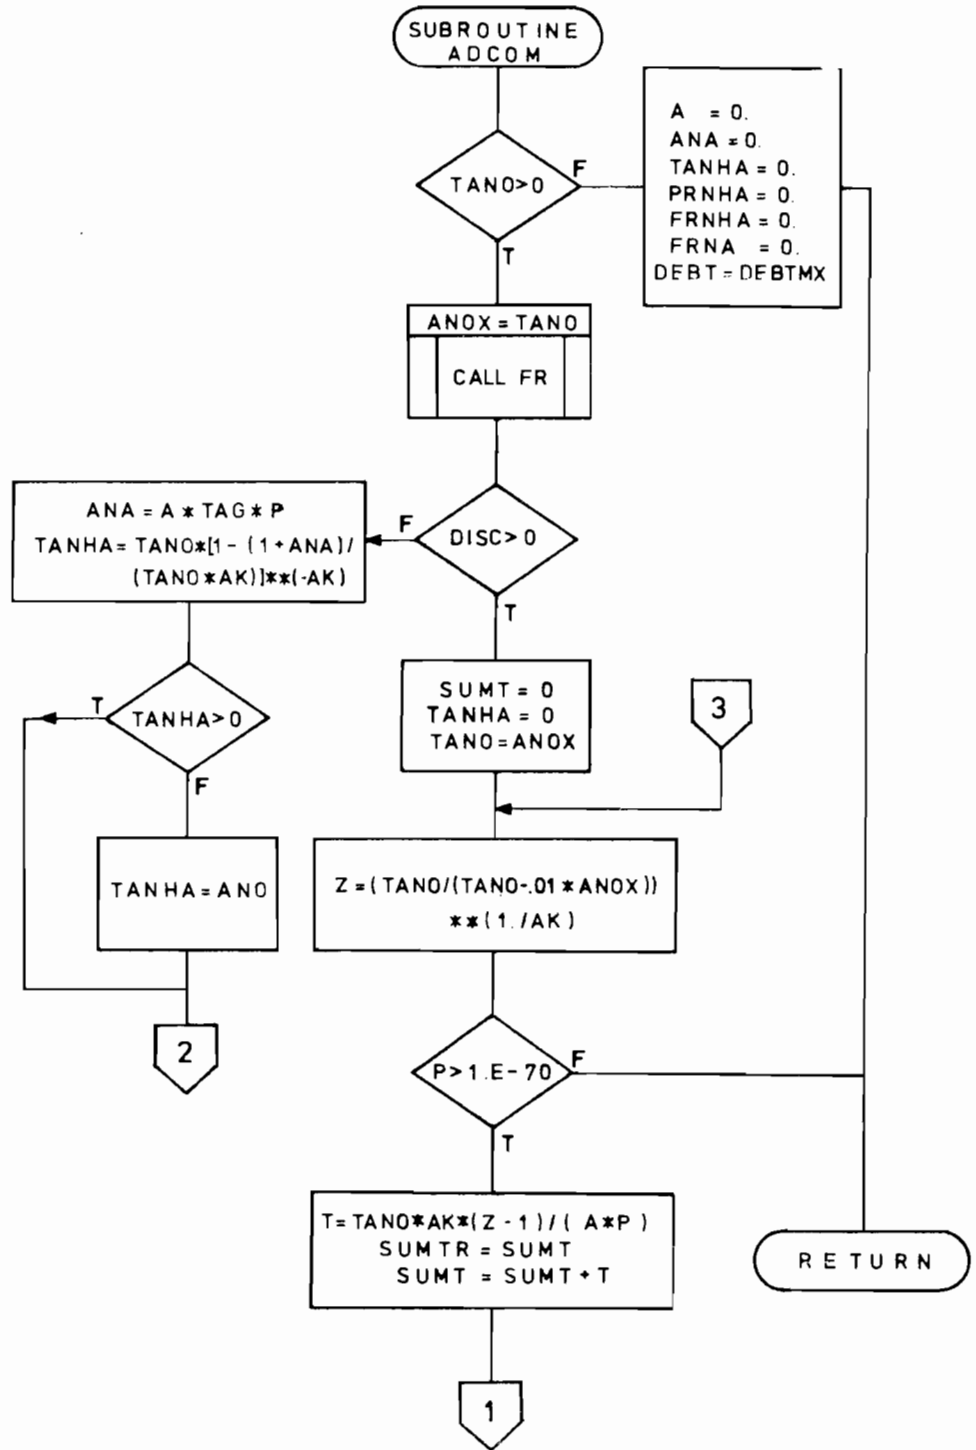 SUBROUTINE
ADCOM
TANO>0
F
T
A = 0.
ANA = 0.
TANHA = 0.
PRNHA = 0.
FRNHA = 0.
FRNA = 0.
DEBT = DEBTMX
ANOX = TANO
CALL FR
DISC>0
F
T
ANA = A * TAG * P
TANHA = TANO*[1 - (1 + ANA)/
(TANO*AK)]**(-AK)
TANHA>0
T
F
TANHA = ANO
2
SUMT = 0
TANHA = 0
TANO=ANOX
3
Z = (TANO/(TANO-.01 * ANOX))
**(1./AK)
P>1.E-70
F
T
T=TANO*AK*(Z-1)/( A*P )
SUMTR = SUMT
SUMT = SUMT + T
RETURN
1